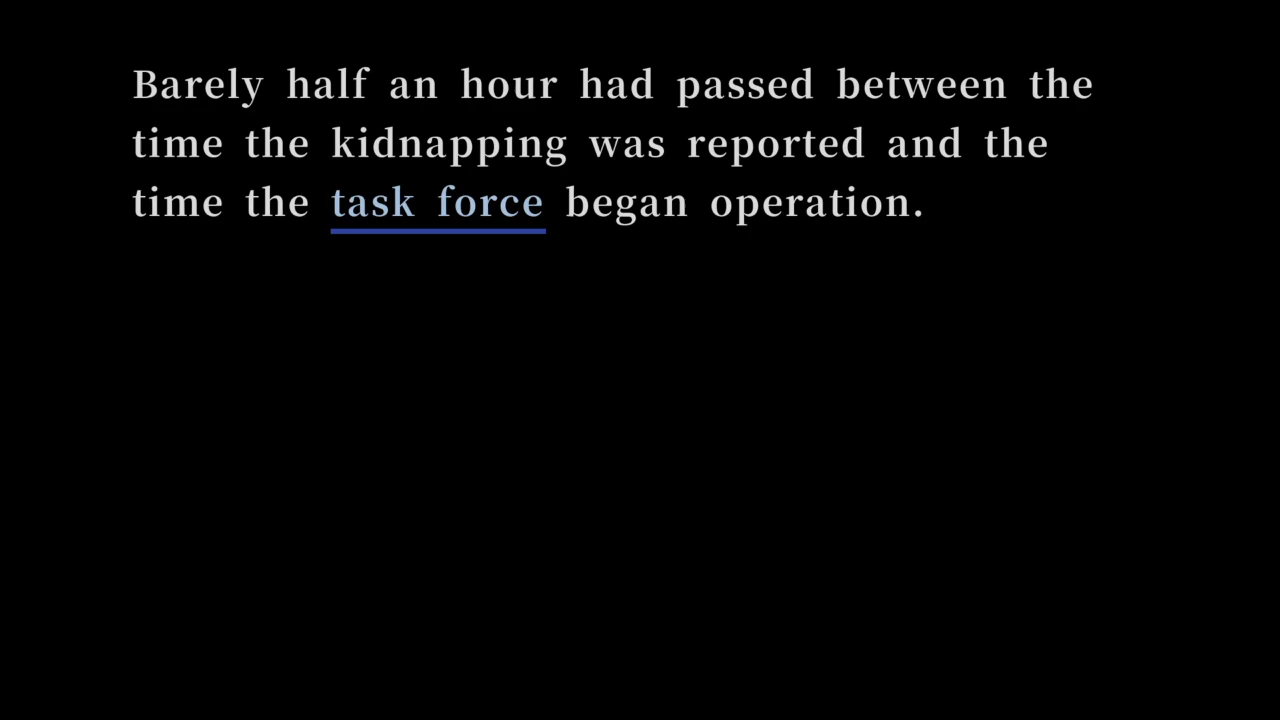 Barely half an hour had passed between the
time the kidnapping was reported and the
time the task force began operation.